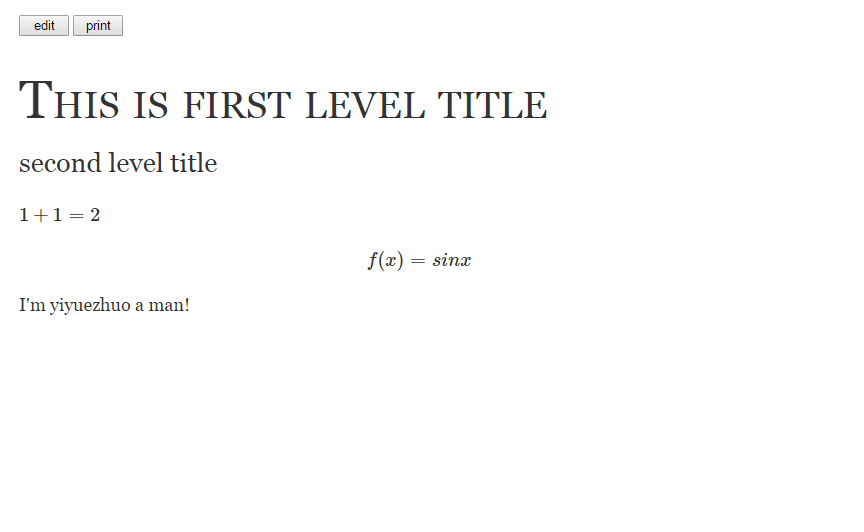 edit print
This is first level title
second level title
1 + 1 = 2
f(x) = sinx
I'm yiyuezhuo a man!